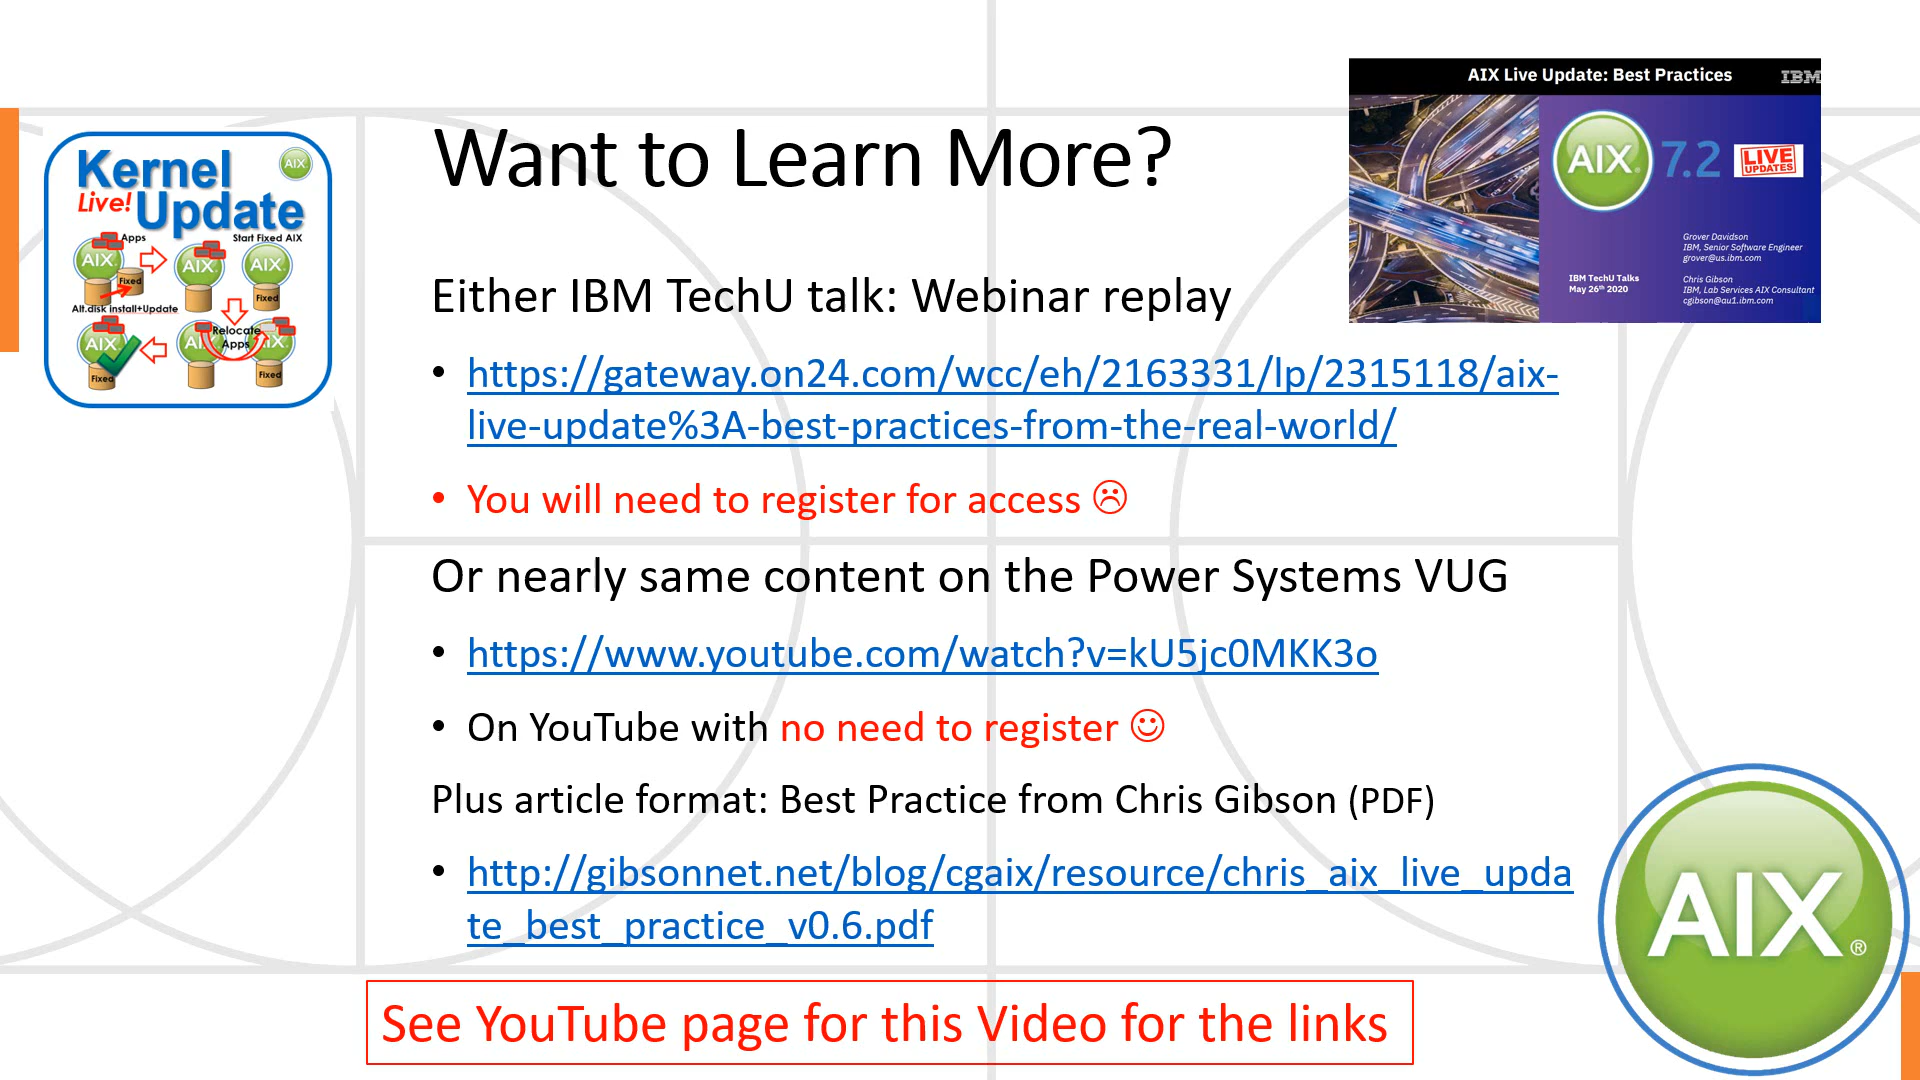 Want to Learn More?
Either IBM TechU talk: Webinar replay
• https://gateway.on24.com/wcc/eh/2163331/lp/2315118/aix-
live-update%3A-best-practices-from-the-real-world/
• You will need to register for access ☹
Or nearly same content on the Power Systems VUG
• https://www.youtube.com/watch?v=kU5jc0MKK3o
• On YouTube with no need to register ☺
Plus article format: Best Practice from Chris Gibson (PDF)
• http://gibsonnet.net/blog/cgaix/resource/chris_aix_live_upda
te_best_practice_v0.6.pdf
See YouTube page for this Video for the links
Kernel
AIX
Live! Update
Apps
Start Fixed AIX
AIX
AIX
AIX
Fixed
Fixed
Alt.disk install+Update
Relocate
Apps
AIX
AIX
AIX
Fixed
Fixed
AIX Live Update: Best Practices
IBM
AIX
7.2
LIVE
UPDATES
Grover Davidson
IBM, Senior Software Engineer
grover@us.ibm.com
IBM TechU Talks
May 26th 2020
Chris Gibson
IBM, Lab Services AIX Consultant
cgibson@au1.ibm.com
AIX®